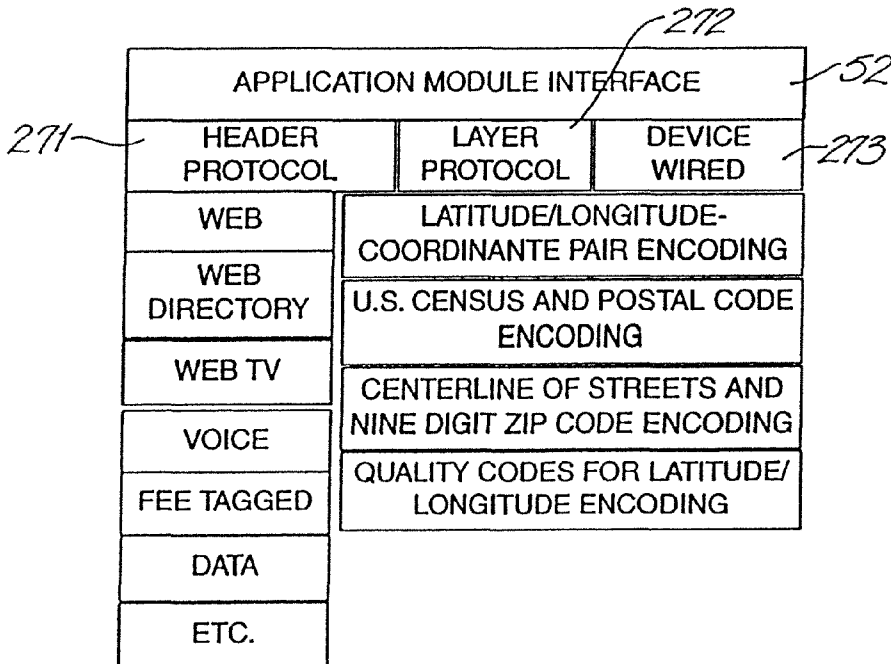 272
APPLICATION MODULE INTERFACE
52
271
HEADER
PROTOCOL
LAYER
PROTOCOL
DEVICE
WIRED
273
WEB
WEB
DIRECTORY
WEB TV
VOICE
FEE TAGGED
DATA
ETC.
LATITUDE/LONGITUDE-
COORDINANTE PAIR ENCODING
U.S. CENSUS AND POSTAL CODE
ENCODING
CENTERLINE OF STREETS AND
NINE DIGIT ZIP CODE ENCODING
QUALITY CODES FOR LATITUDE/
LONGITUDE ENCODING